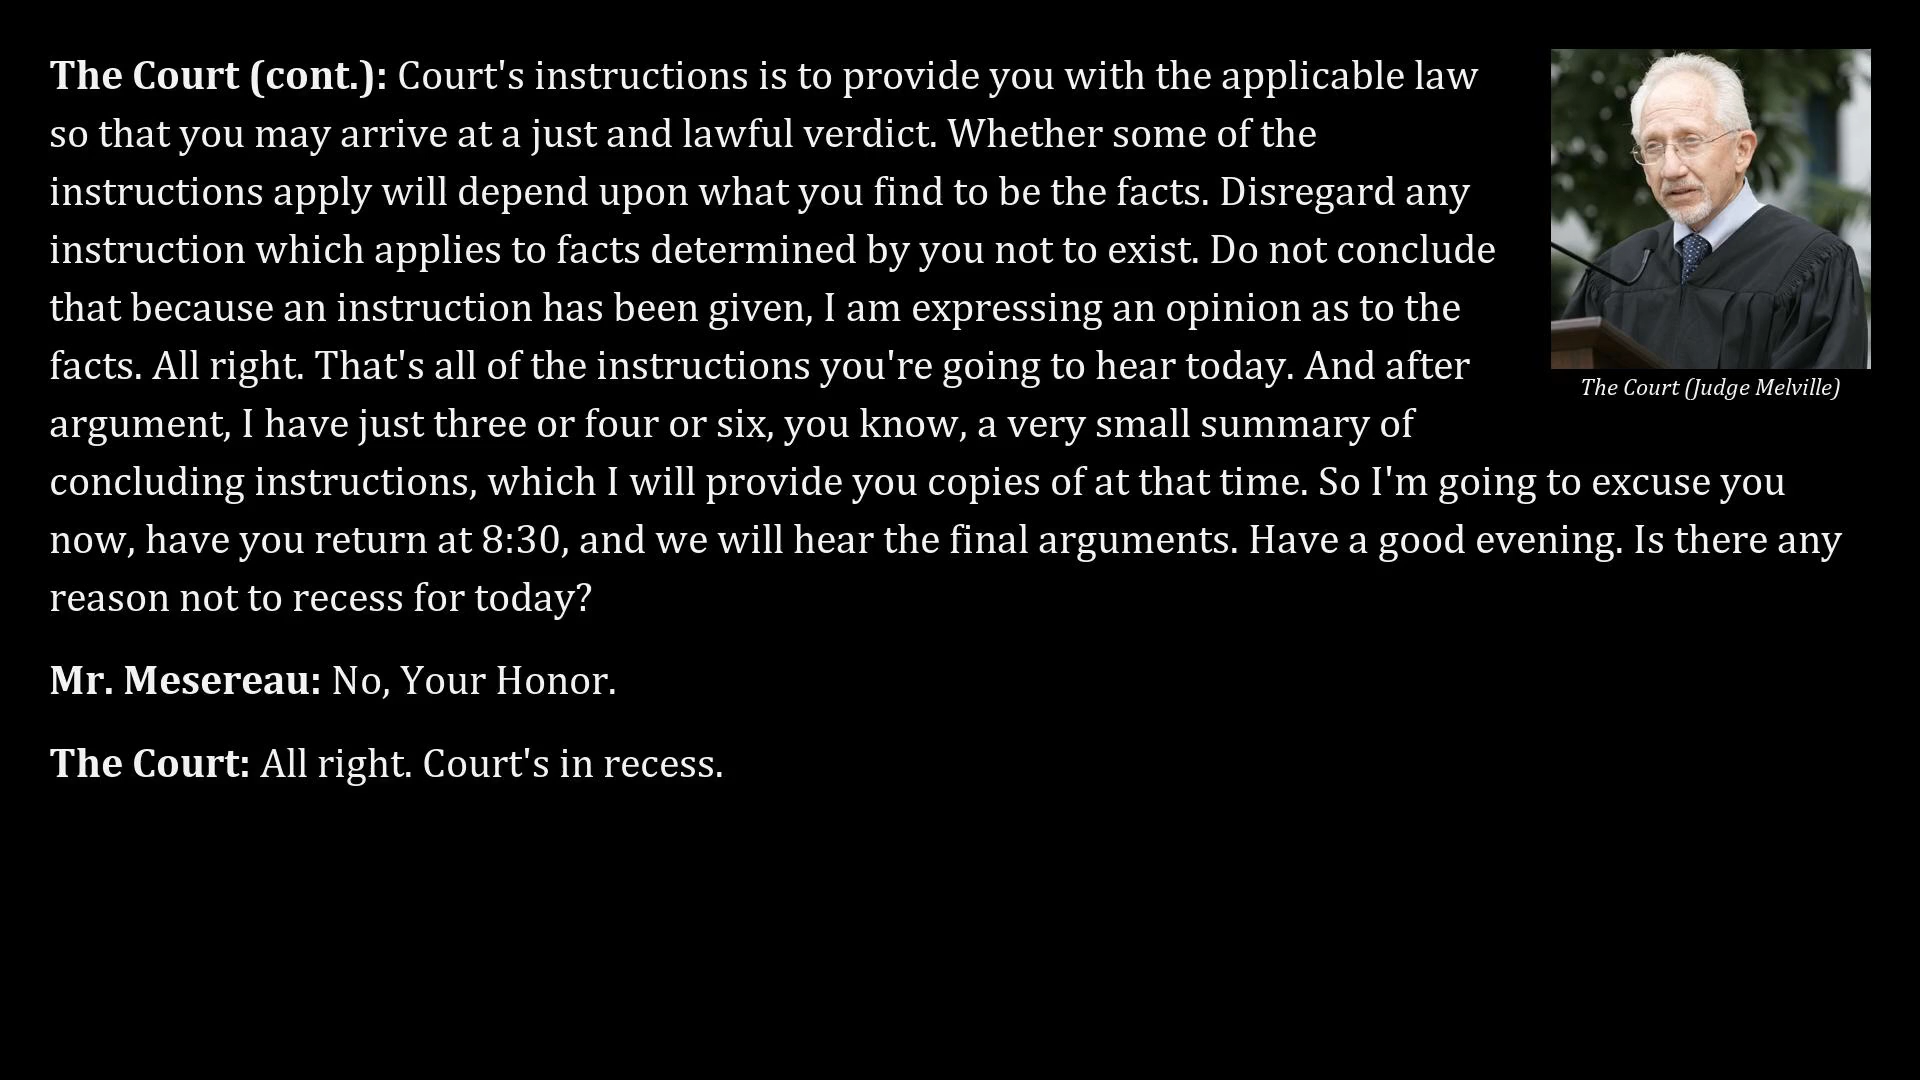 The Court (cont.): Court's instructions is to provide you with the applicable law
so that you may arrive at a just and lawful verdict. Whether some of the
instructions apply will depend upon what you find to be the facts. Disregard any
instruction which applies to facts determined by you not to exist. Do not conclude
that because an instruction has been given, I am expressing an opinion as to the
facts. All right. That's all of the instructions you're going to hear today. And after
argument, I have just three or four or six, you know, a very small summary of
concluding instructions, which I will provide you copies of at that time. So I'm going to excuse you
now, have you return at 8:30, and we will hear the final arguments. Have a good evening. Is there any
reason not to recess for today?
Mr. Mesereau: No, Your Honor.
The Court: All right. Court's in recess.
The Court (Judge Melville)